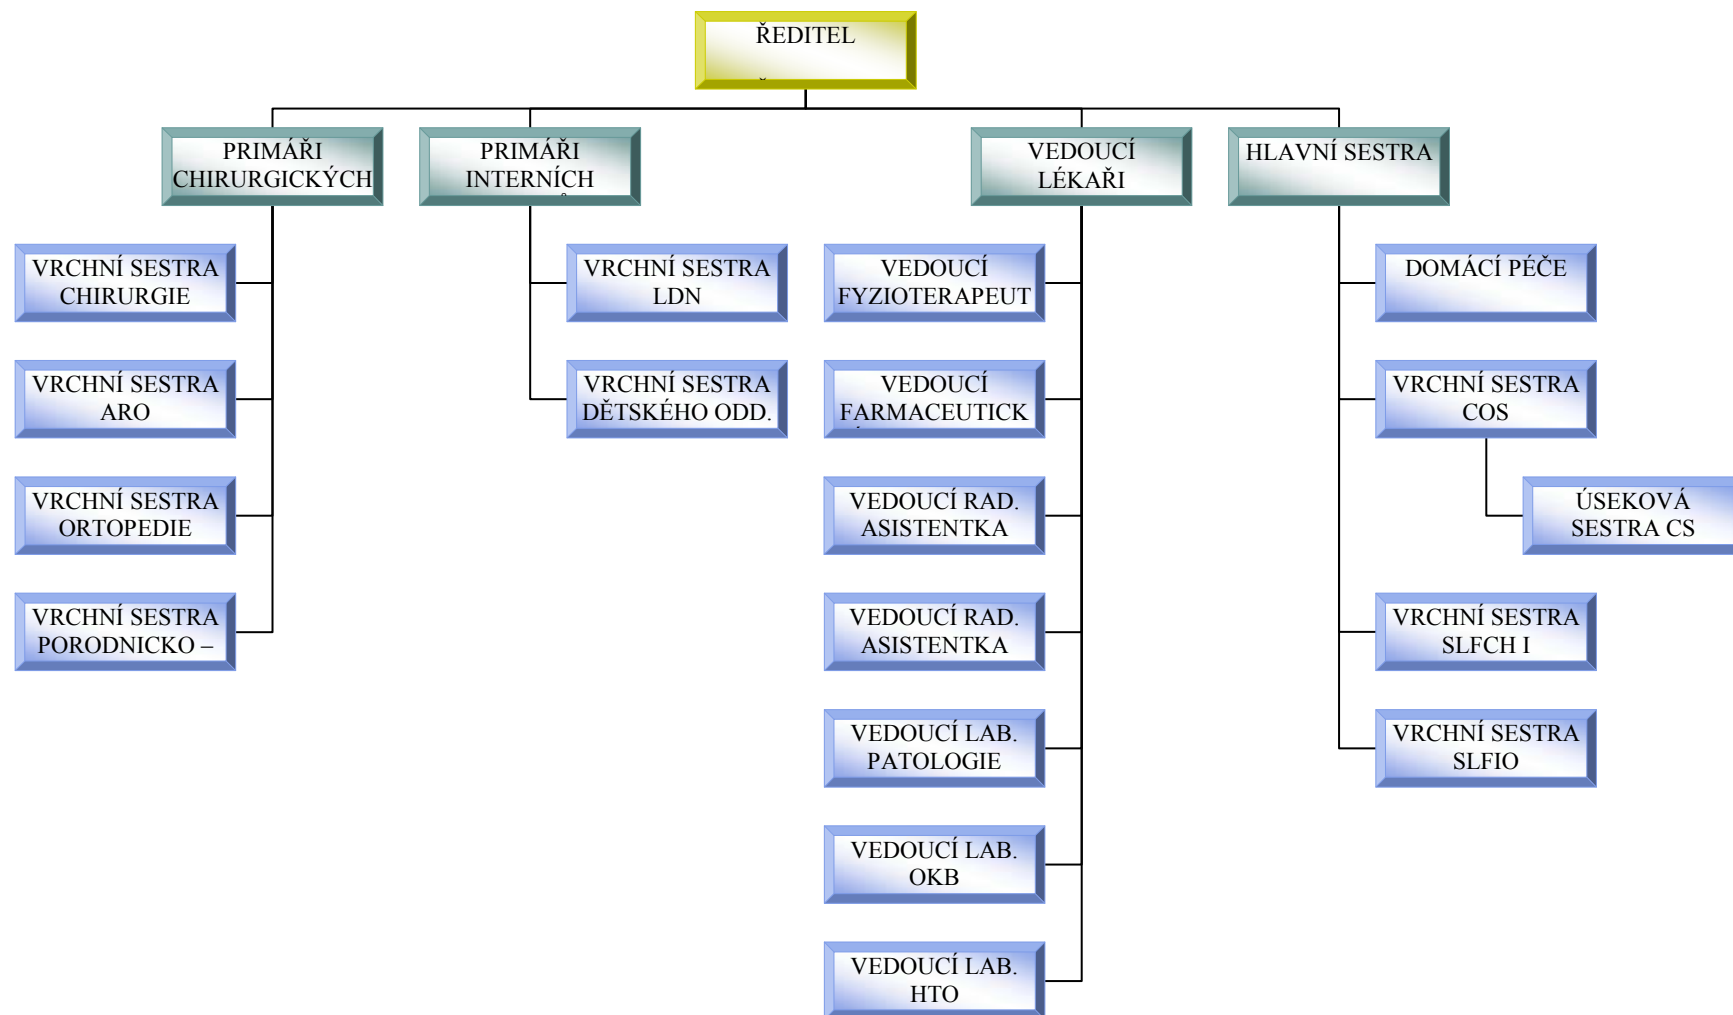 ŘEDITEL
PRIMÁŘI
CHIRURGICKÝCH
PRIMÁŘI
INTERNÍCH
VEDOUCÍ
LÉKAŘI
HLAVNÍ SESTRA
VRCHNÍ SESTRA
CHIRURGIE
VRCHNÍ SESTRA
LDN
VEDOUCÍ
FYZIOTERAPEUT
DOMÁCÍ PÉČE
VRCHNÍ SESTRA
ARO
VRCHNÍ SESTRA
DĚTSKÉHO ODD.
VEDOUCÍ
FARMACEUTICK
VRCHNÍ SESTRA
COS
VRCHNÍ SESTRA
ORTOPEDIE
VEDOUCÍ RAD.
ASISTENTKA
ÚSEKOVÁ
SESTRA CS
VRCHNÍ SESTRA
PORODNICKO –
VEDOUCÍ RAD.
ASISTENTKA
VRCHNÍ SESTRA
SLFCH I
VEDOUCÍ LAB.
PATOLOGIE
VRCHNÍ SESTRA
SLFIO
VEDOUCÍ LAB.
OKB
VEDOUCÍ LAB.
HTO